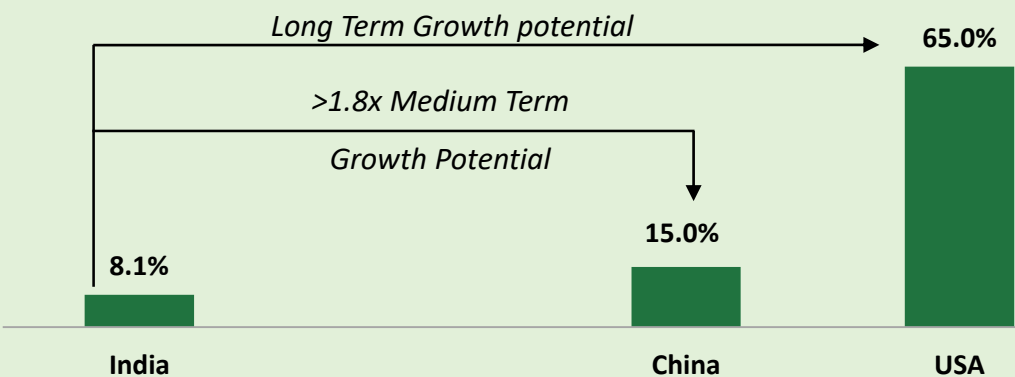 Long Term Growth potential
65.0%
>1.8x Medium Term
Growth Potential
15.0%
8.1%
India
China
USA